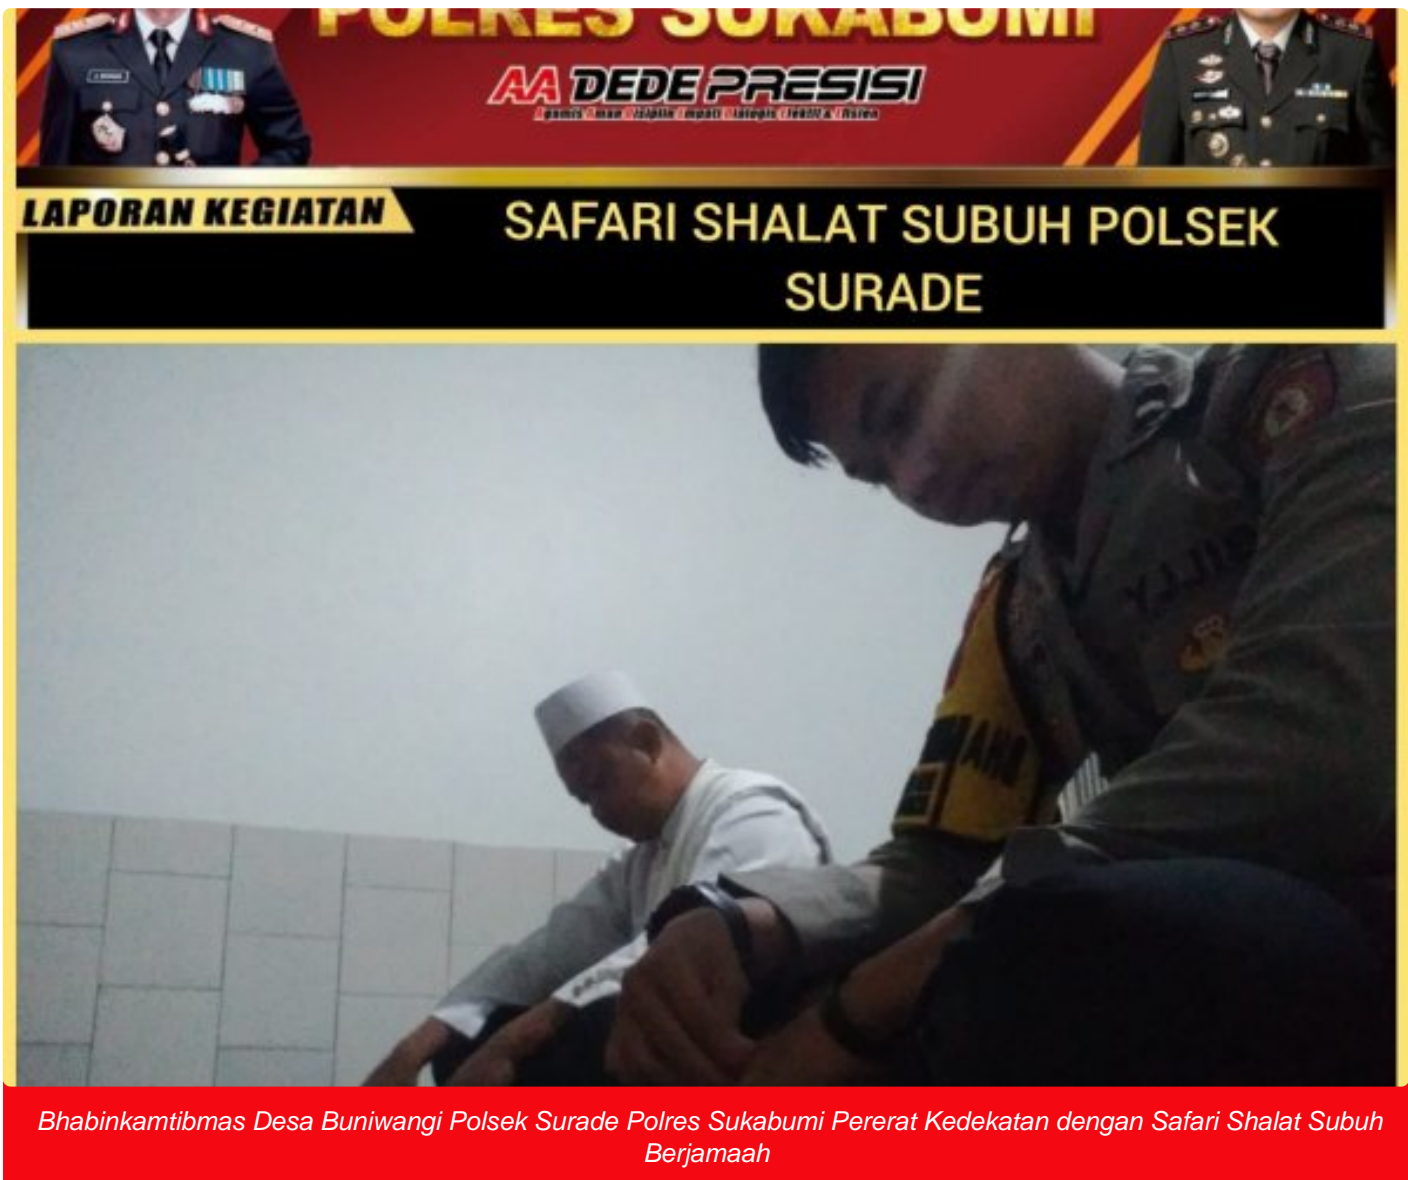 POLRES SUKABUMI
AA DEDE PRESISI
LAPORAN KEGIATAN
SAFARI SHALAT SUBUH POLSEK
SURADE
Bhabinkamtibmas Desa Buniwangi Polsek Surade Polres Sukabumi Pererat Kedekatan dengan Safari Shalat Subuh
Berjamaah